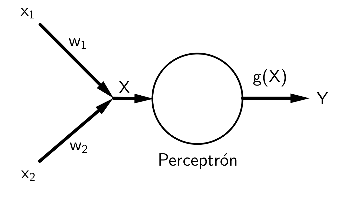 x₁
w₁
X
g(X)
Y
w₂
Perceptrón
x₂